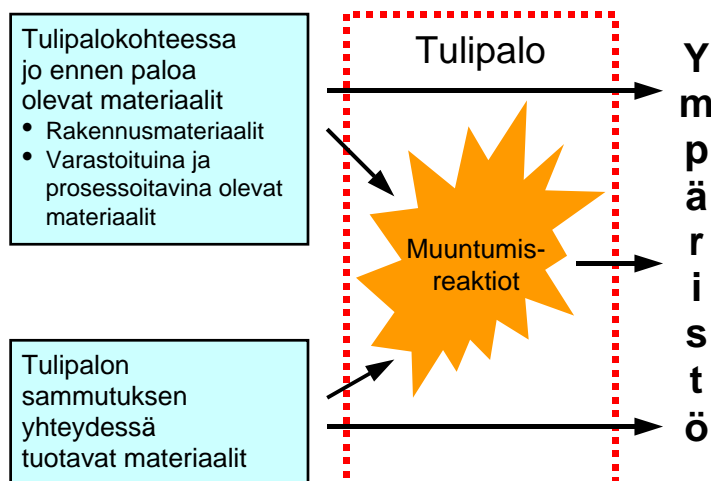 Tulipalokohteessa
jo ennen paloa
olevat materiaalit
• Rakennusmateriaalit
• Varastoituina ja
prosessoitavina olevat
materiaalit
Tulipalon
sammutuksen
yhteydessä
tuotavat materiaalit
Tulipalo
Muuntumis-
reaktiot
Y
m
p
ä
r
i
s
t
ö